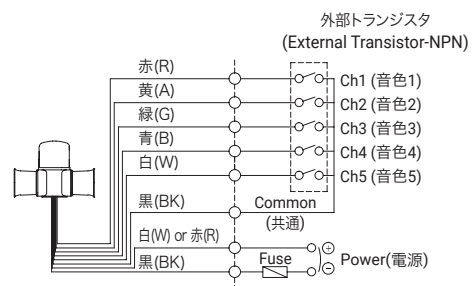 外部トランジスタ
(External Transistor-NPN)
赤(R)
Ch1 (音色1)
黄(A)
Ch2 (音色2)
緑(G)
Ch3 (音色3)
青(B)
Ch4 (音色4)
白(W)
Ch5 (音色5)
黒(BK)
Common
(共通)
白(W) or 赤(R)
黒(BK)
Fuse
⊕
⊖
Power(電源)